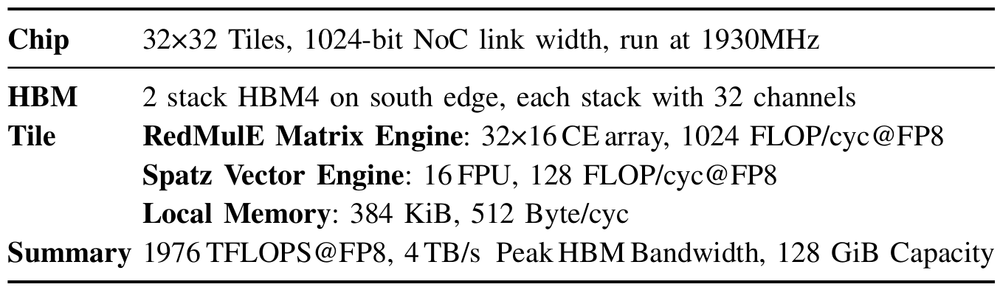 Chip 32×32 Tiles, 1024-bit NoC link width, run at 1930MHz
HBM 2 stack HBM4 on south edge, each stack with 32 channels
Tile RedMulE Matrix Engine: 32×16 CE array, 1024 FLOP/cyc@FP8
Spatz Vector Engine: 16 FPU, 128 FLOP/cyc@FP8
Local Memory: 384 KiB, 512 Byte/cyc
Summary 1976 TFLOPS@FP8, 4 TB/s Peak HBM Bandwidth, 128 GiB Capacity